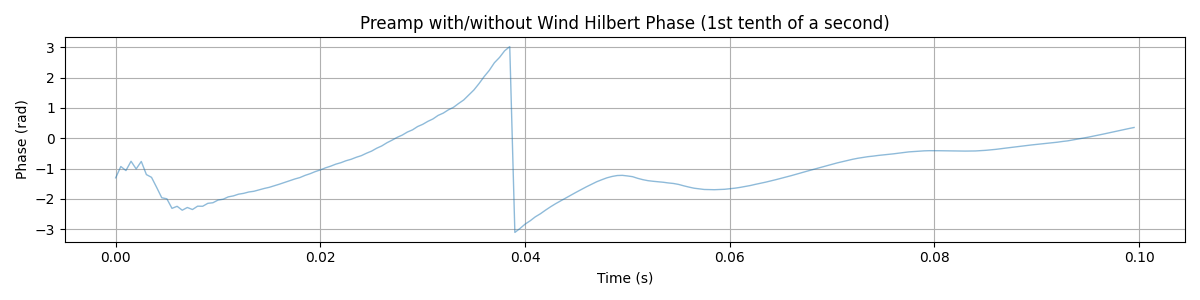 Preamp with/without Wind Hilbert Phase (1st tenth of a second)
3
2
1
0
−1
−2
−3
Phase (rad)
0.00 0.02 0.04 0.06 0.08 0.10
Time (s)